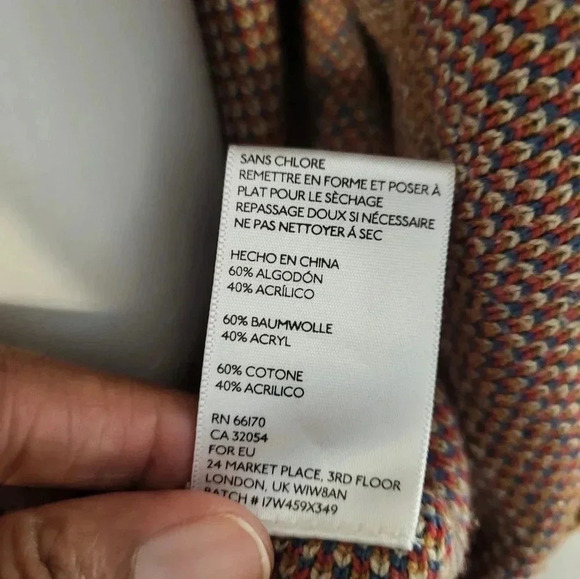 SANS CHLORE
REMETTRE EN FORME ET POSER À
PLAT POUR LE SÈCHAGE
REPASSAGE DOUX SI NÉCESSAIRE
NE PAS NETTOYER Á SEC
HECHO EN CHINA
60% ALGODÓN
40% ACRÍLICO
60% BAUMWOLLE
40% ACRYL
60% COTONE
40% ACRILICO
RN 66170
CA 32054
FOR EU
24 MARKET PLACE, 3RD FLOOR
LONDON, UK WIW8AN
BATCH # 17W459X349